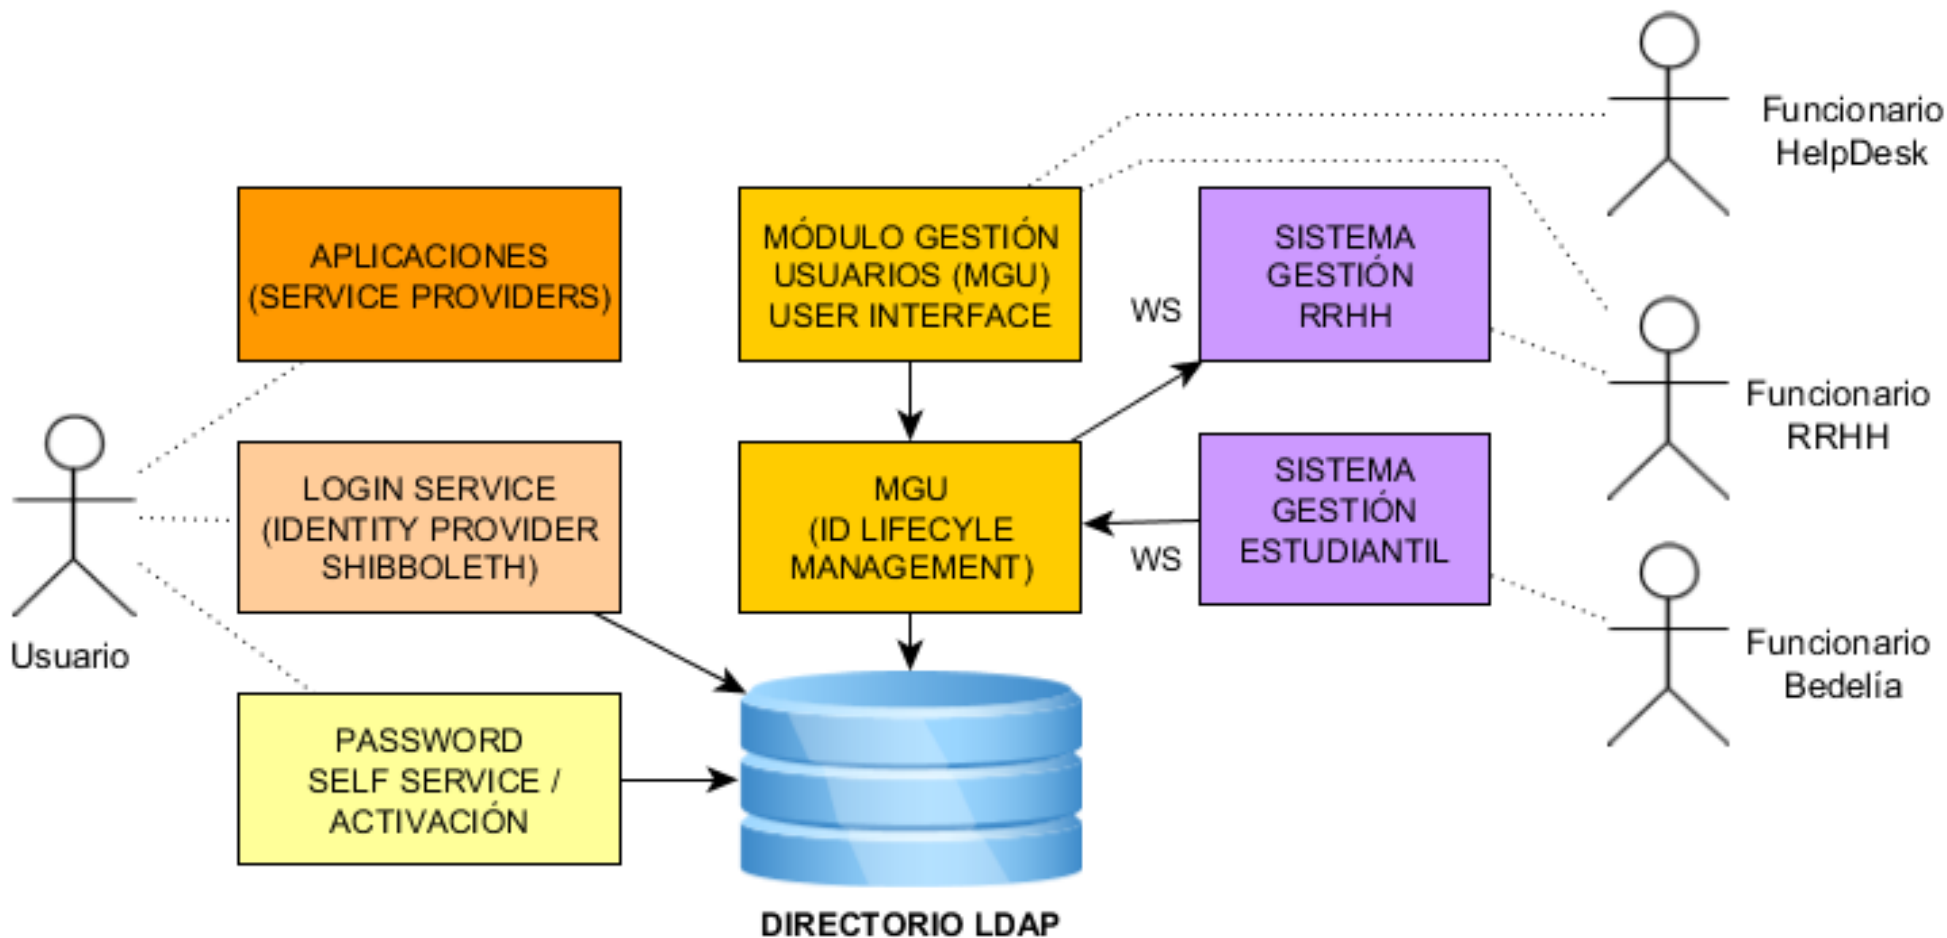 Funcionario
HelpDesk
APLICACIONES
(SERVICE PROVIDERS)
MÓDULO GESTIÓN
USUARIOS (MGU)
USER INTERFACE
WS
SISTEMA
GESTIÓN
RRHH
Funcionario
RRHH
Usuario
LOGIN SERVICE
(IDENTITY PROVIDER
SHIBBOLETH)
MGU
(ID LIFECYLE
MANAGEMENT)
WS
SISTEMA
GESTIÓN
ESTUDIANTIL
Funcionario
Bedelía
PASSWORD
SELF SERVICE /
ACTIVACIÓN
DIRECTORIO LDAP